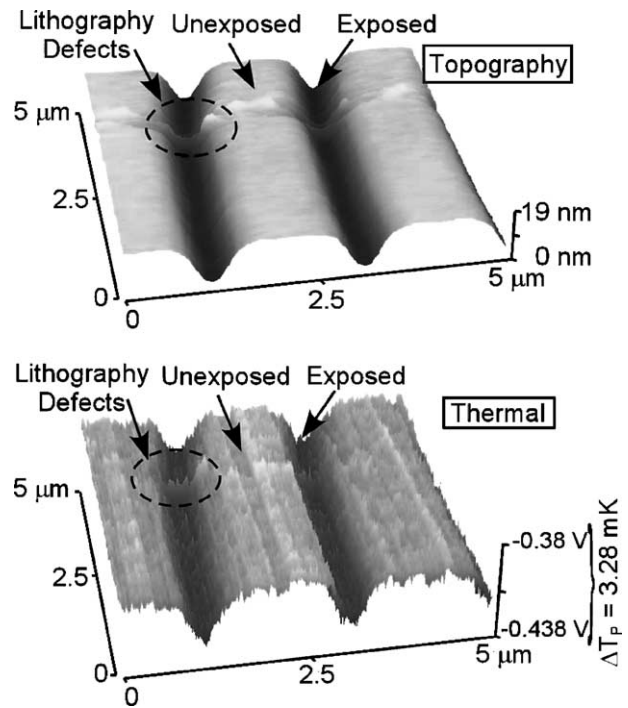 Lithography
Defects
Unexposed
Exposed
Topography
5 μm
2.5
0
0
2.5
5 μm
19 nm
0 nm
Lithography
Defects
Unexposed
Exposed
Thermal
5 μm
2.5
0
0
2.5
5 μm
-0.38 V
-0.438 V
ΔTP = 3.28 mK